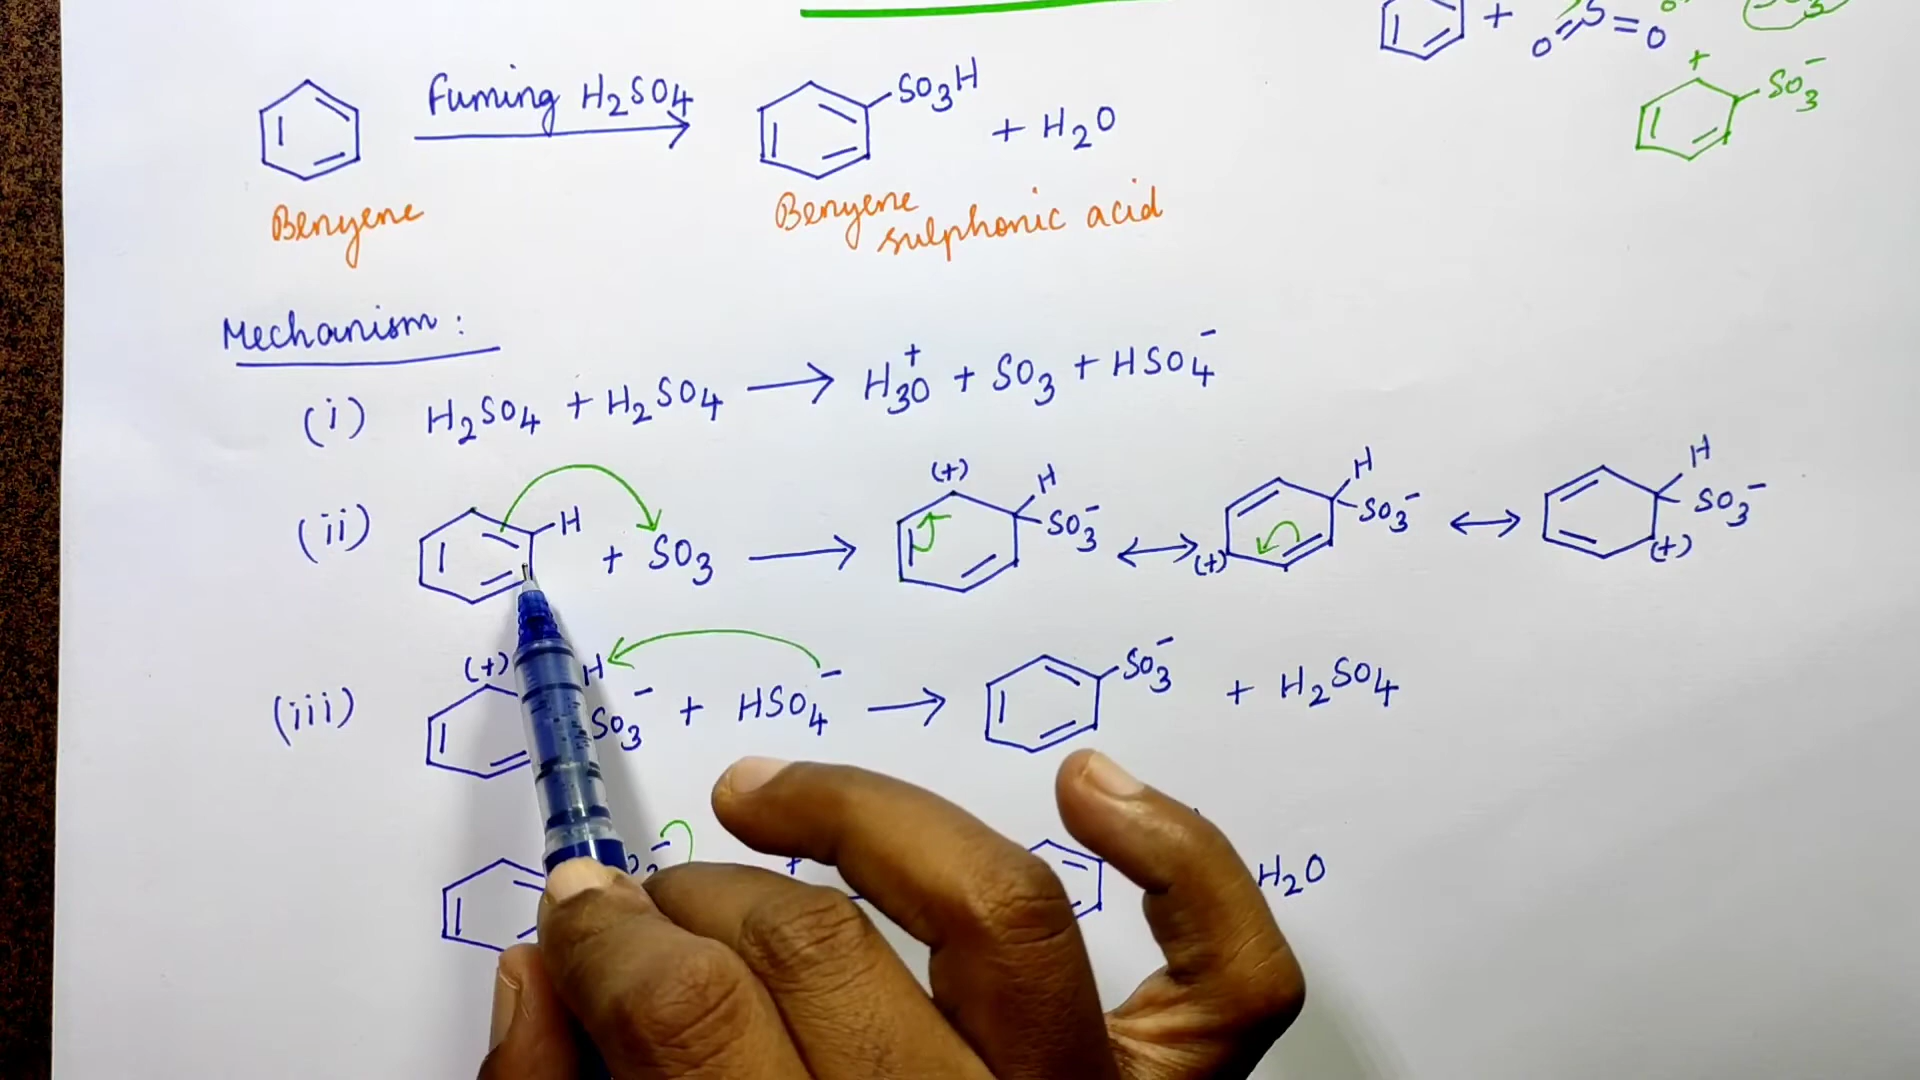 + O S O
+ SO3-
Fuming H2SO4
SO3H
+ H2O
Benzene
Benzene sulphonic acid
Mechanism :
(i) H2SO4 + H2SO4 → H3O+ + SO3 + HSO4-
(ii) H + SO3 → (+) H SO3- ↔ (+) H SO3- ↔ H SO3- (+)
(iii) (+) H SO3- + HSO4- → SO3- + H2SO4
H2O